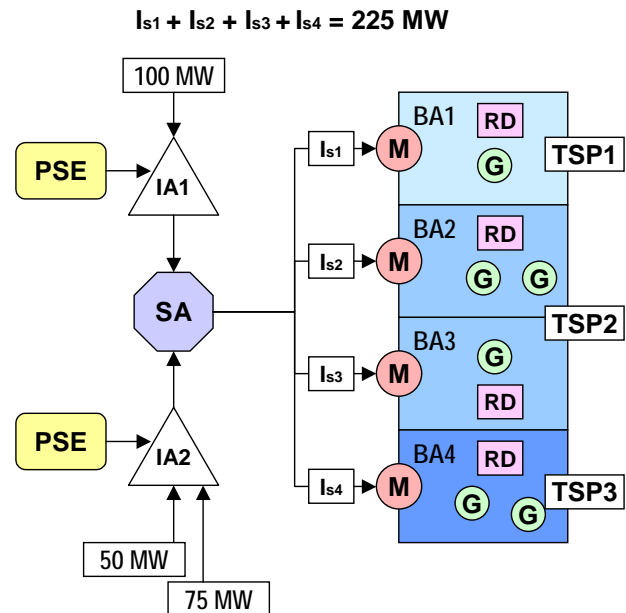 Is1 + Is2 + Is3 + Is4 = 225 MW
100 MW
PSE
IA1
SA
PSE
IA2
50 MW
75 MW
Is1
Is2
Is3
Is4
M
M
M
M
BA1
RD
G
TSP1
BA2
RD
G G
TSP2
BA3
G
RD
BA4
RD
G G
TSP3